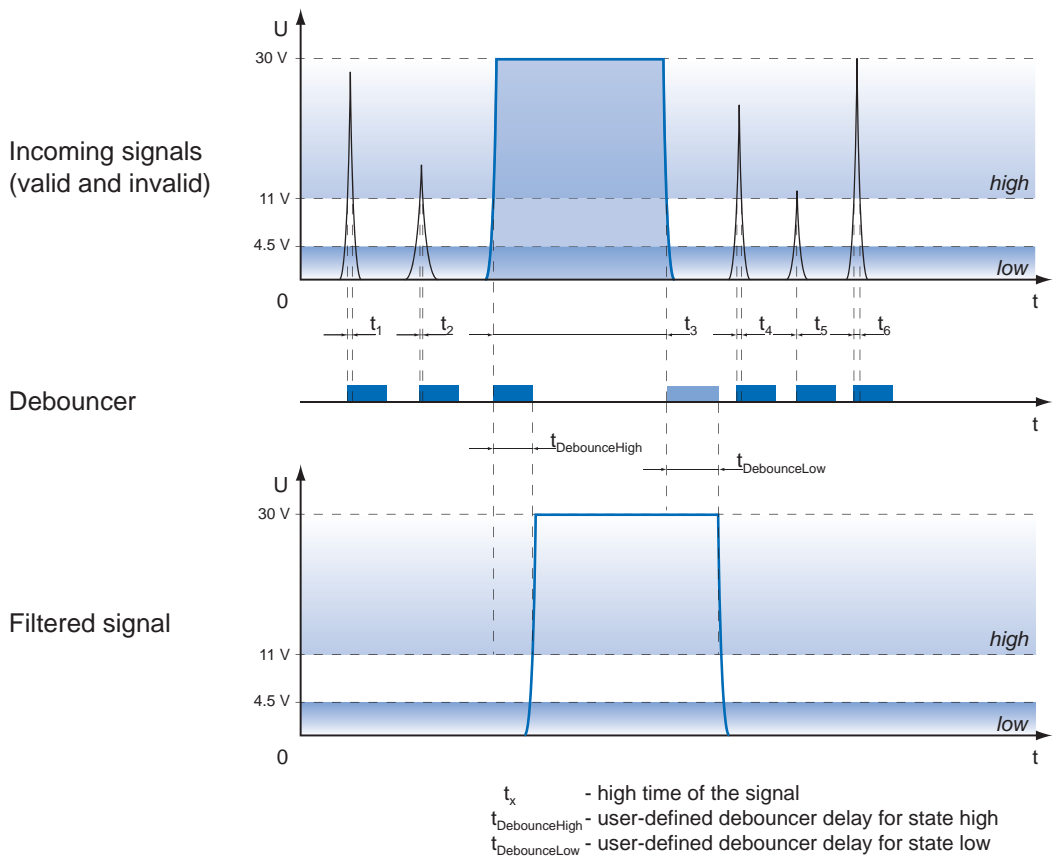 U
30 V
Incoming signals
(valid and invalid)
11 V
high
4.5 V
low
0
t
t1
t2
t3
t4
t5
t6
Debouncer
t
tDebounceHigh
tDebounceLow
U
30 V
Filtered signal
11 V
high
4.5 V
low
0
t
tx - high time of the signal
tDebounceHigh - user-defined debouncer delay for state high
tDebounceLow - user-defined debouncer delay for state low